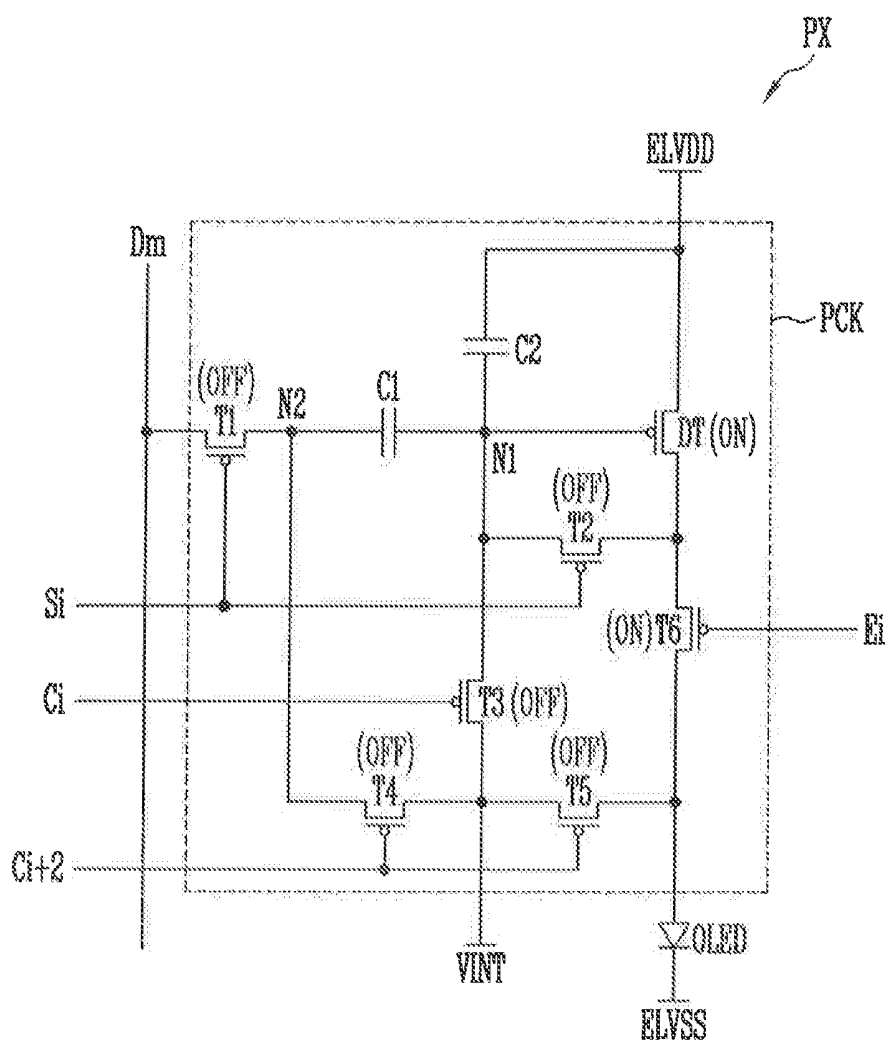 PX
ELVDD
Dm
PCK
C2
(OFF)
T1
N2
C1
N1
DT (ON)
(OFF)
T2
Si
(ON) T6
Ei
Ci
T3 (OFF)
(OFF)
T4
(OFF)
T5
Ci+2
OLED
VINT
ELVSS